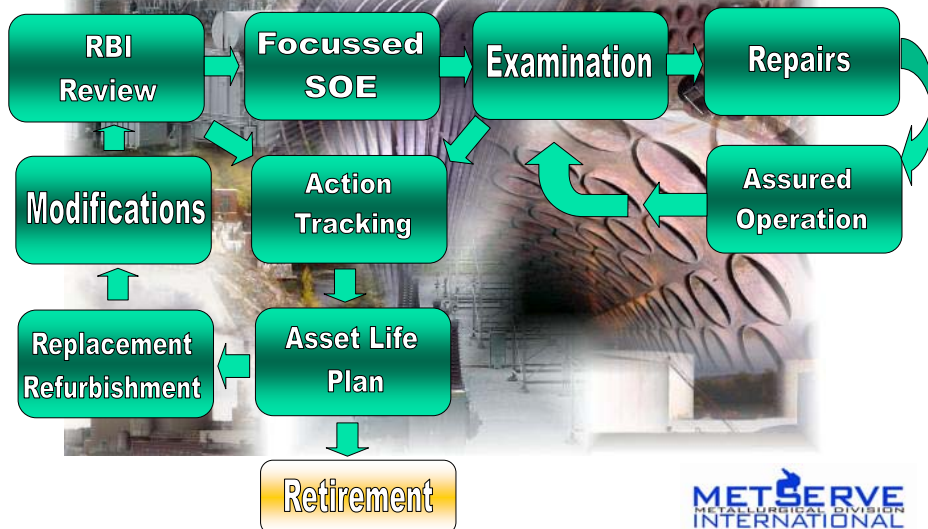 RBI
Review
Focussed
SOE
Examination
Repairs
Modifications
Action
Tracking
Assured
Operation
Replacement
Refurbishment
Asset Life
Plan
Retirement
METSERVE
METALLURGICAL DIVISION
INTERNATIONAL